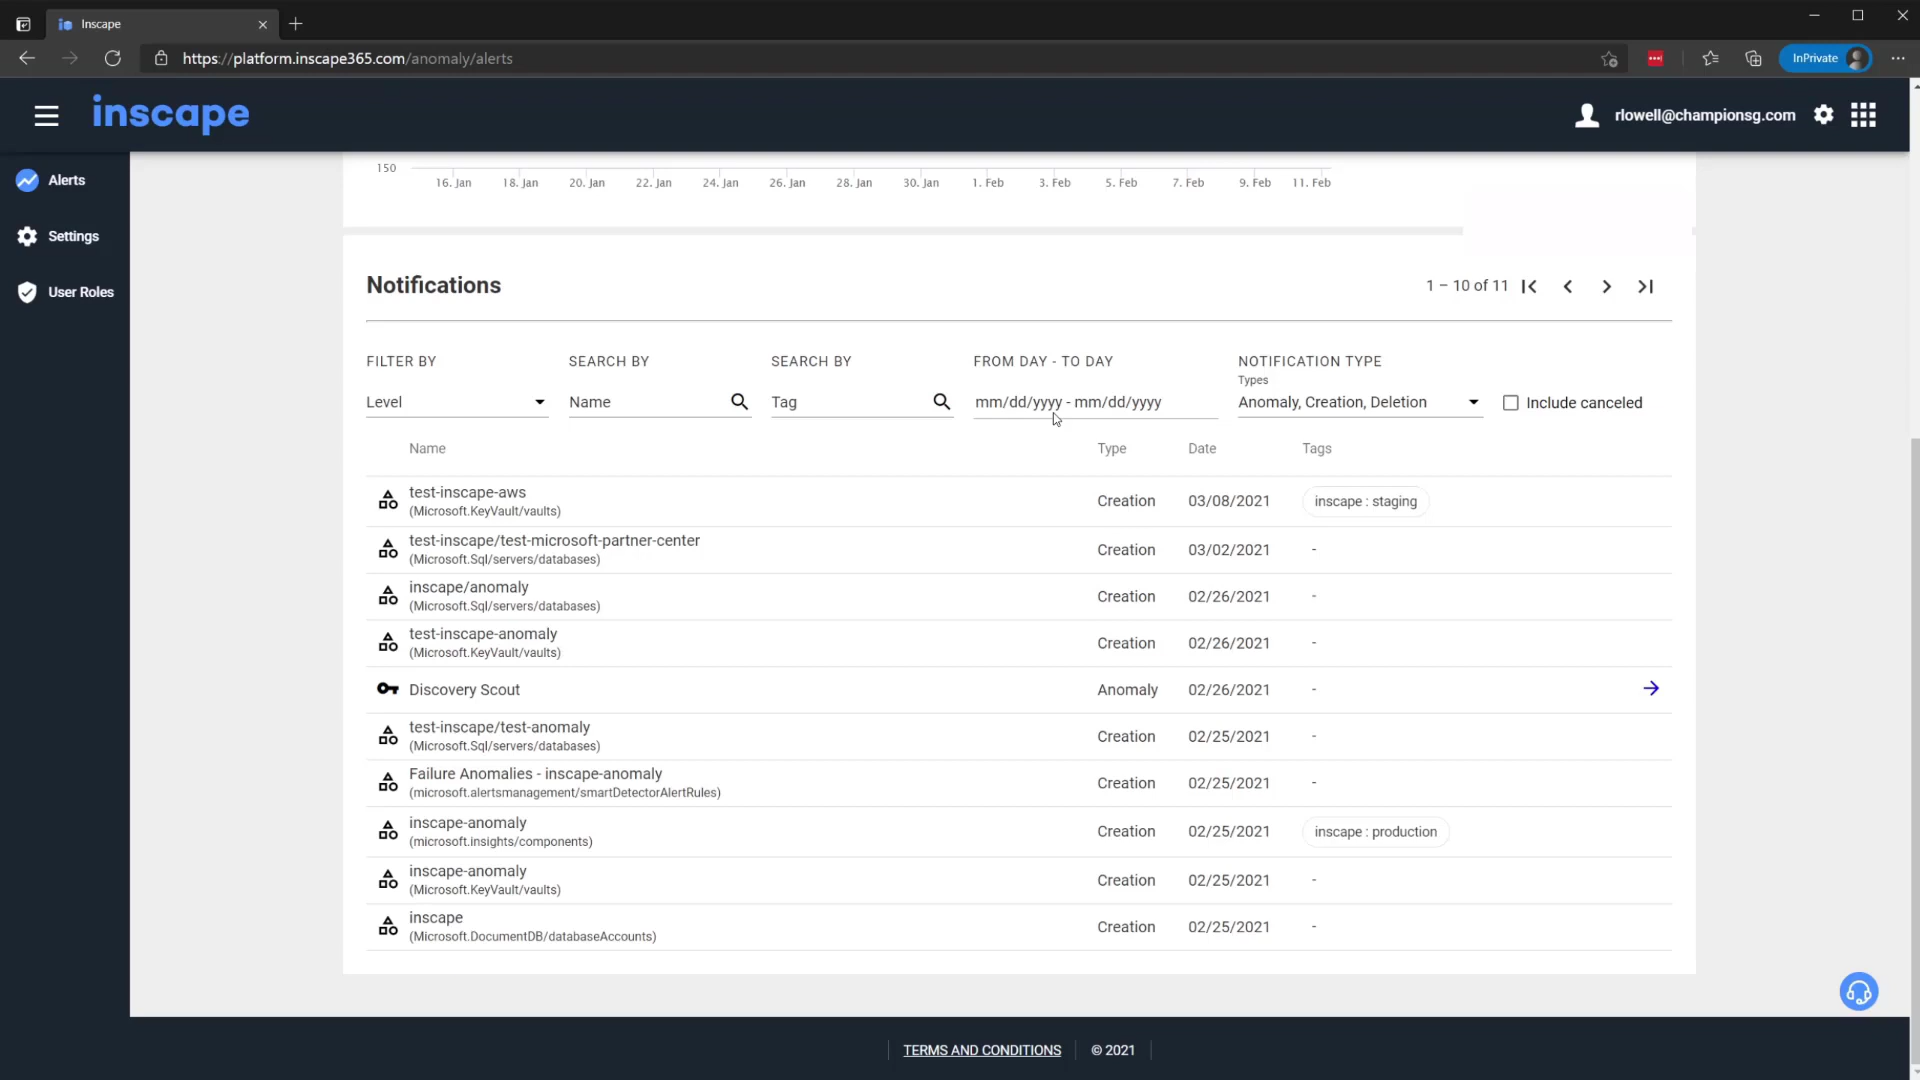 Inscape
https://platform.inscape365.com/anomaly/alerts
InPrivate
inscape
rlowell@championsg.com
Alerts
Settings
User Roles
150
16. Jan 18. Jan 20. Jan 22. Jan 24. Jan 26. Jan 28. Jan 30. Jan 1. Feb 3. Feb 5. Feb 7. Feb 9. Feb 11. Feb
Notifications
1 – 10 of 11
FILTER BY SEARCH BY SEARCH BY FROM DAY - TO DAY NOTIFICATION TYPE
Types
Level Name Tag mm/dd/yyyy - mm/dd/yyyy Anomaly, Creation, Deletion Include canceled
Name Type Date Tags
test-inscape-aws
(Microsoft.KeyVault/vaults)
Creation 03/08/2021 inscape : staging
test-inscape/test-microsoft-partner-center
(Microsoft.Sql/servers/databases)
Creation 03/02/2021 -
inscape/anomaly
(Microsoft.Sql/servers/databases)
Creation 02/26/2021 -
test-inscape-anomaly
(Microsoft.KeyVault/vaults)
Creation 02/26/2021 -
Discovery Scout Anomaly 02/26/2021 -
test-inscape/test-anomaly
(Microsoft.Sql/servers/databases)
Creation 02/25/2021 -
Failure Anomalies - inscape-anomaly
(microsoft.alertsmanagement/smartDetectorAlertRules)
Creation 02/25/2021 -
inscape-anomaly
(microsoft.insights/components)
Creation 02/25/2021 inscape : production
inscape-anomaly
(Microsoft.KeyVault/vaults)
Creation 02/25/2021 -
inscape
(Microsoft.DocumentDB/databaseAccounts)
Creation 02/25/2021 -
TERMS AND CONDITIONS © 2021